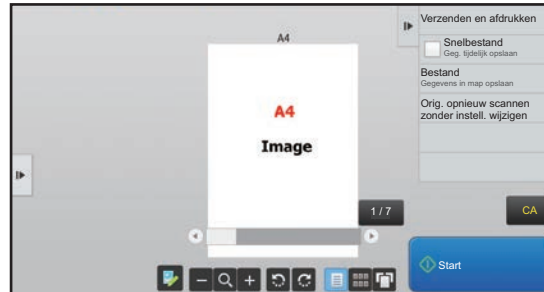 A4
A4
Image
1 / 7
Verzenden en afdrukken
Snelbestand
Geg. tijdelijk opslaan
Bestand
Gegevens in map opslaan
Orig. opnieuw scannen
zonder instell. wijzigen
CA
Start